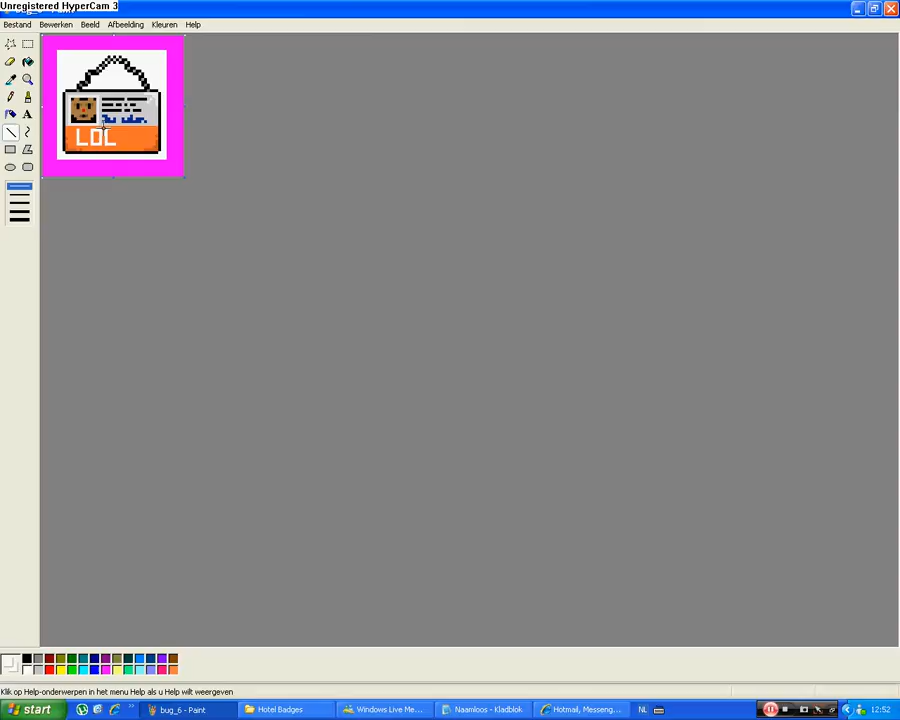 Unregistered HyperCam 3
Bestand Bewerken Beeld Afbeelding Kleuren Help
A
LOL
Klik op Help-onderwerpen in het menu Help als u Help wilt weergeven
start bug_6 - Paint Hotel Badges Windows Live Me... Naamloos - Kladblok Hotmail, Messeng... NL 12:52